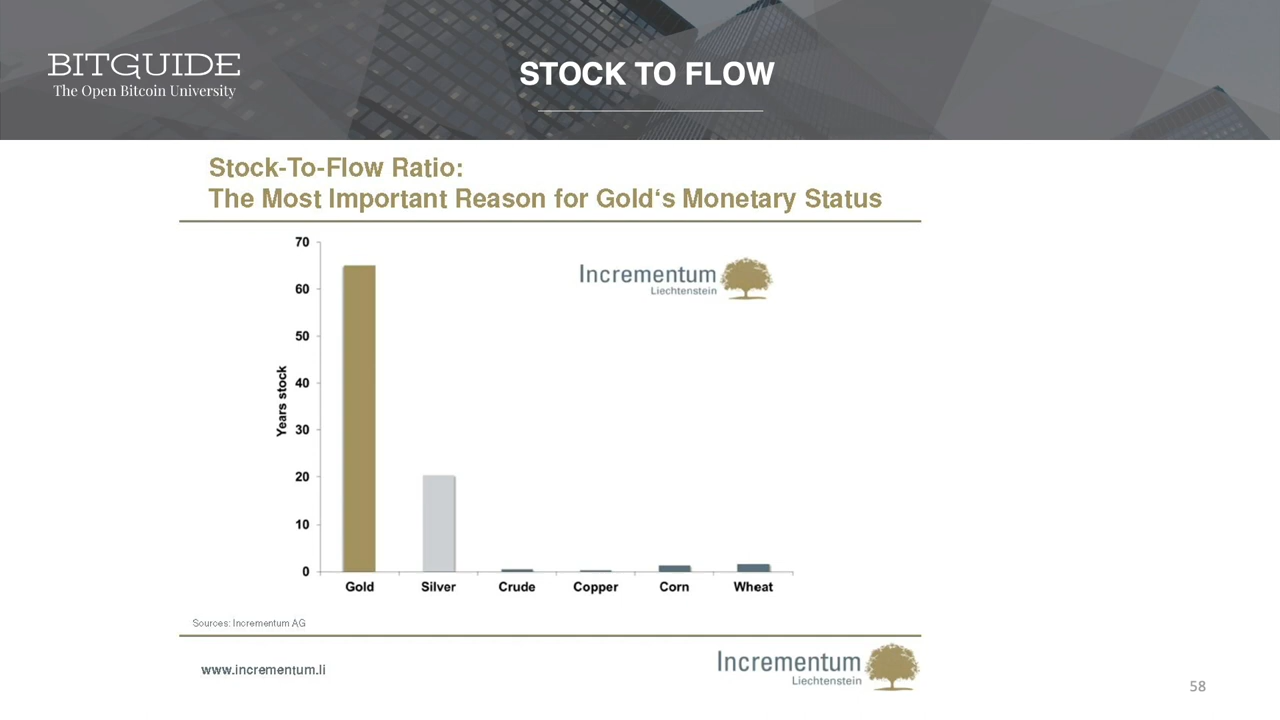 BITGUIDE
The Open Bitcoin University
STOCK TO FLOW
Stock-To-Flow Ratio:
The Most Important Reason for Gold‘s Monetary Status
70
60
50
40
30
20
10
0
Years stock
Incrementum
Liechtenstein
Gold
Silver
Crude
Copper
Corn
Wheat
Sources: Incrementum AG
www.incrementum.li
Incrementum
Liechtenstein
58